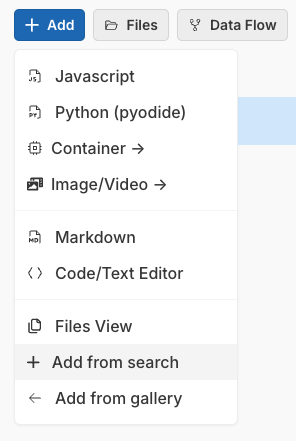 Add
Files
Data Flow
Javascript
Python (pyodide)
Container →
Image/Video →
Markdown
Code/Text Editor
Files View
Add from search
Add from gallery